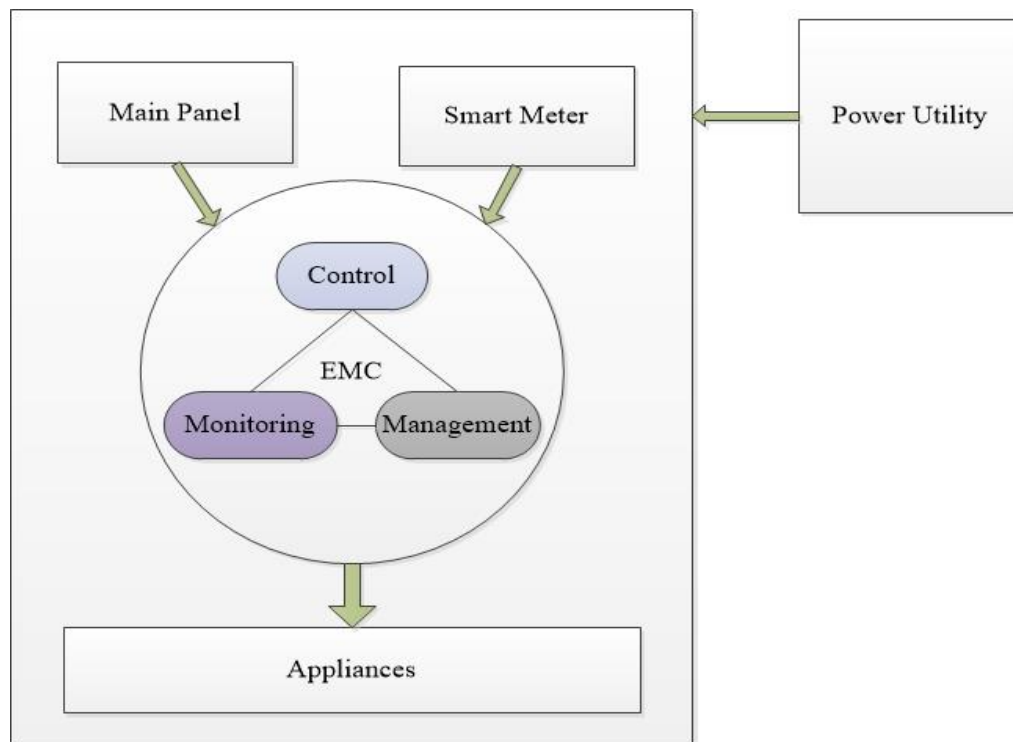 Main Panel
Smart Meter
Power Utility
Control
EMC
Monitoring
Management
Appliances